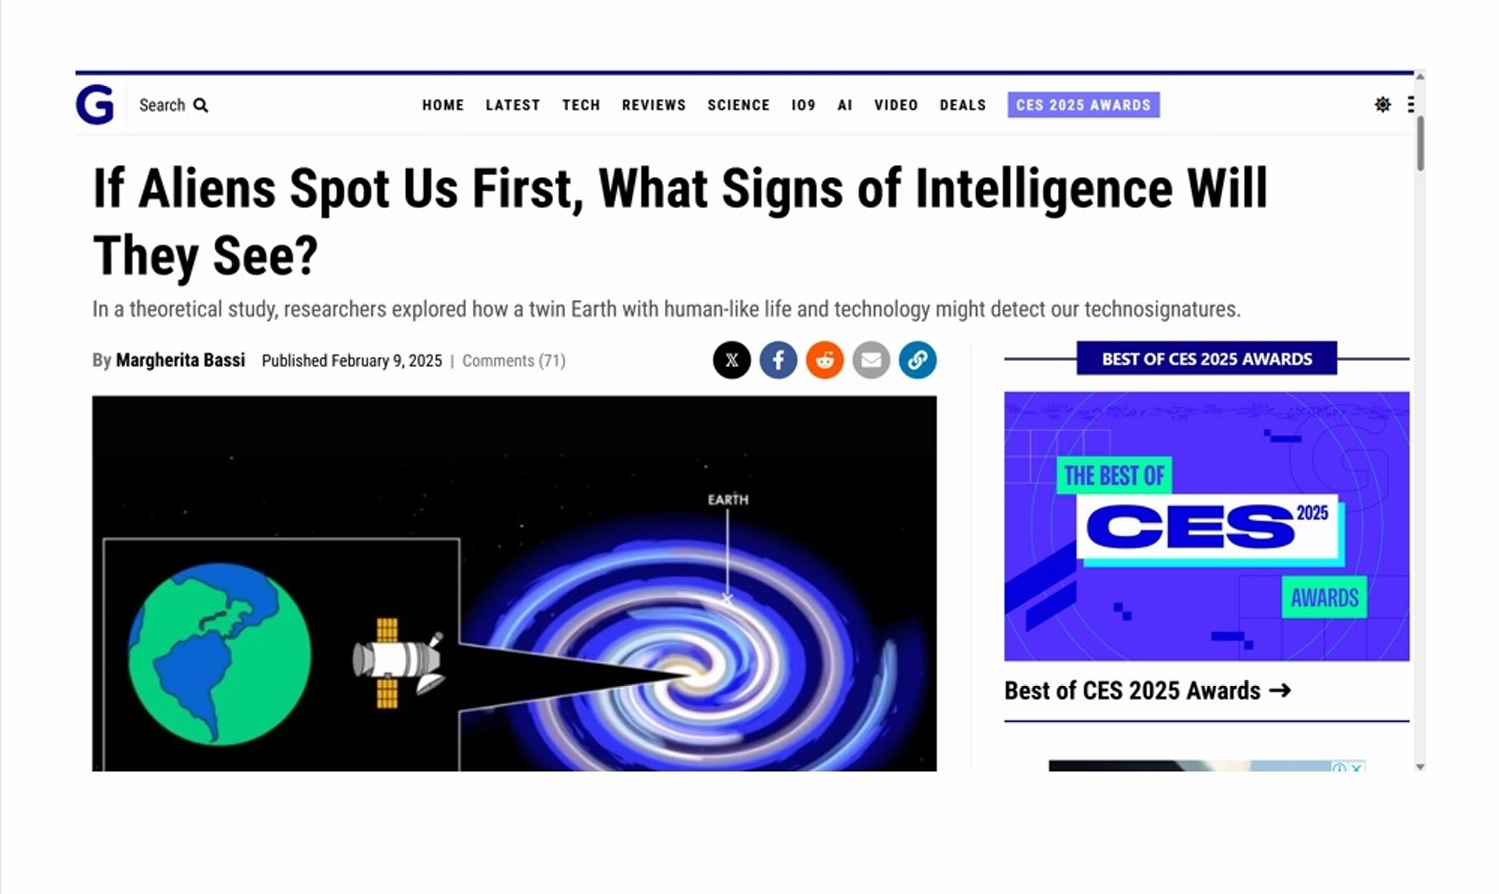 G
Search
HOME LATEST TECH REVIEWS SCIENCE IO9 AI VIDEO DEALS CES 2025 AWARDS
If Aliens Spot Us First, What Signs of Intelligence Will
They See?
In a theoretical study, researchers explored how a twin Earth with human-like life and technology might detect our technosignatures.
By Margherita Bassi Published February 9, 2025 | Comments (71)
EARTH
BEST OF CES 2025 AWARDS
THE BEST OF
CES 2025
AWARDS
Best of CES 2025 Awards →